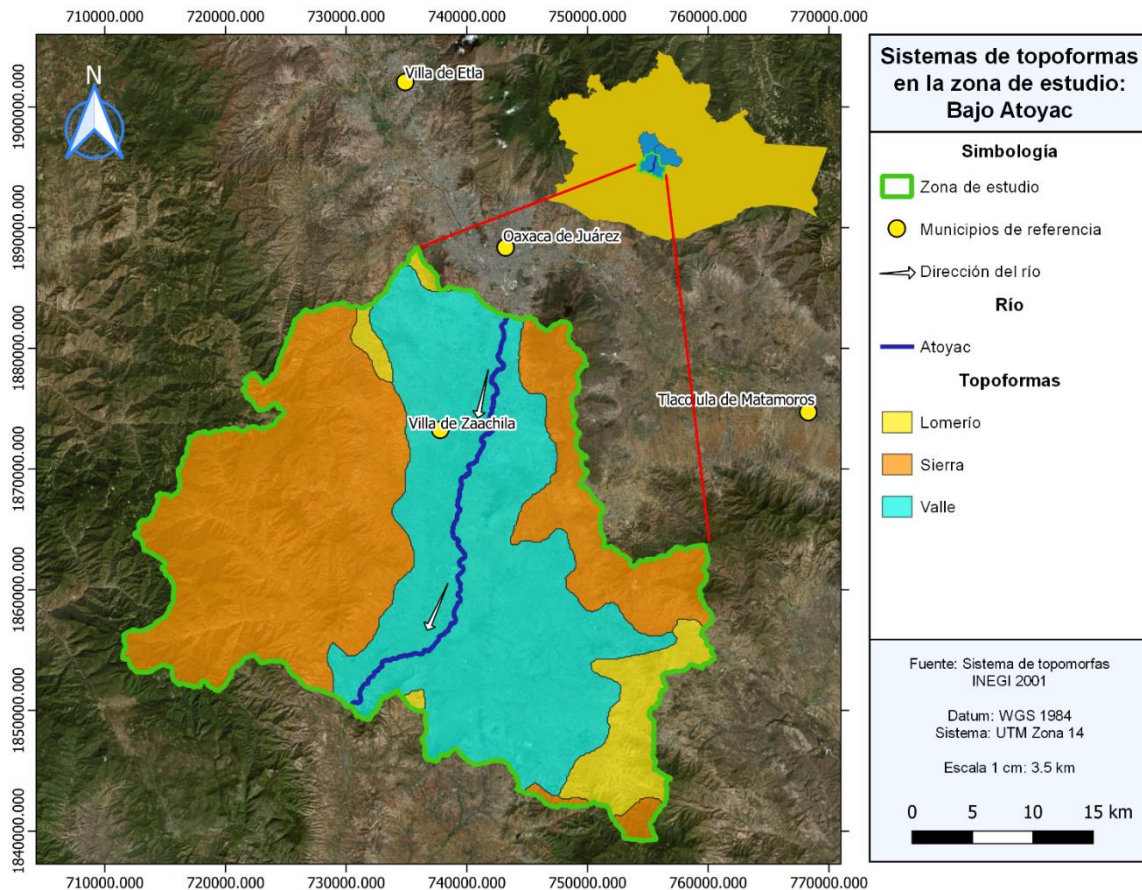 710000.000 720000.000 730000.000 740000.000 750000.000 760000.000 770000.000
1900000.000
1890000.000
1880000.000
1870000.000
1860000.000
1850000.000
1840000.000
N
Villa de Etla
Oaxaca de Juárez
Tlacolula de Matamoros
Villa de Zaachila
710000.000 720000.000 730000.000 740000.000 750000.000 760000.000 770000.000
Sistemas de topoformas
en la zona de estudio:
Bajo Atoyac
Simbología
Zona de estudio
Municipios de referencia
Dirección del río
Río
Atoyac
Topoformas
Lomerío
Sierra
Valle
Fuente: Sistema de topomorfas
INEGI 2001
Datum: WGS 1984
Sistema: UTM Zona 14
Escala 1 cm: 3.5 km
0 5 10 15 km